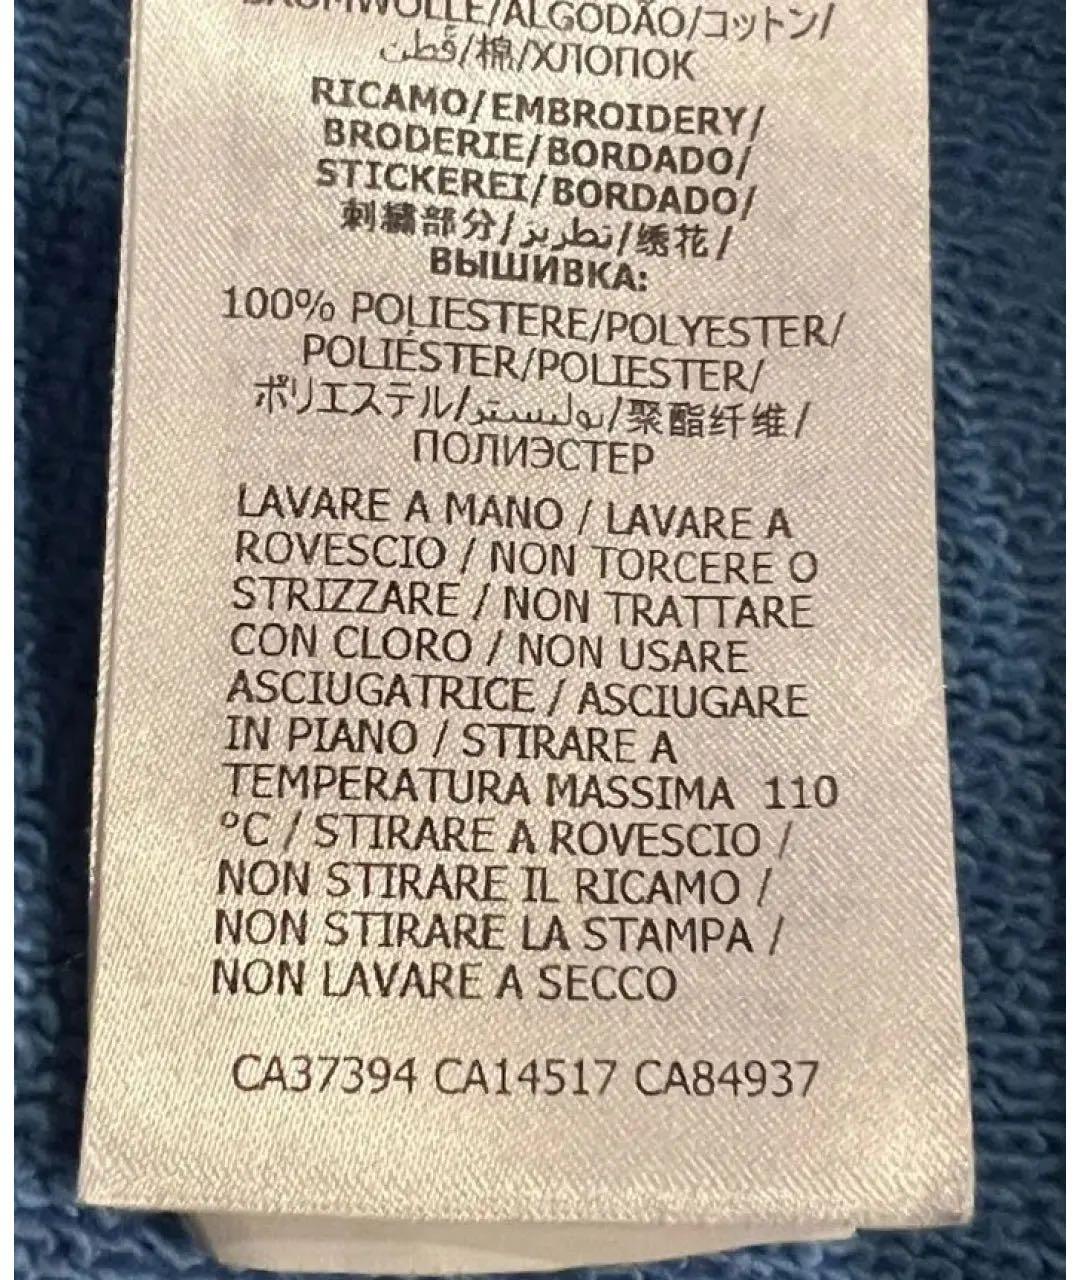 BAUMWOLLE/ALGODÃO/コットン/
قطن/棉/ХЛОПОК
RICAMO/EMBROIDERY/
BRODERIE/BORDADO/
STICKEREI/BORDADO/
刺繍部分/تطريز/绣花/
ВЫШИВКА:
100% POLIESTERE/POLYESTER/
POLIÉSTER/POLIESTER/
ポリエステル/بوليستر/聚酯纤维/
ПОЛИЭСТЕР
LAVARE A MANO / LAVARE A
ROVESCIO / NON TORCERE O
STRIZZARE / NON TRATTARE
CON CLORO / NON USARE
ASCIUGATRICE / ASCIUGARE
IN PIANO / STIRARE A
TEMPERATURA MASSIMA 110
°C / STIRARE A ROVESCIO /
NON STIRARE IL RICAMO /
NON STIRARE LA STAMPA /
NON LAVARE A SECCO
CA37394 CA14517 CA84937